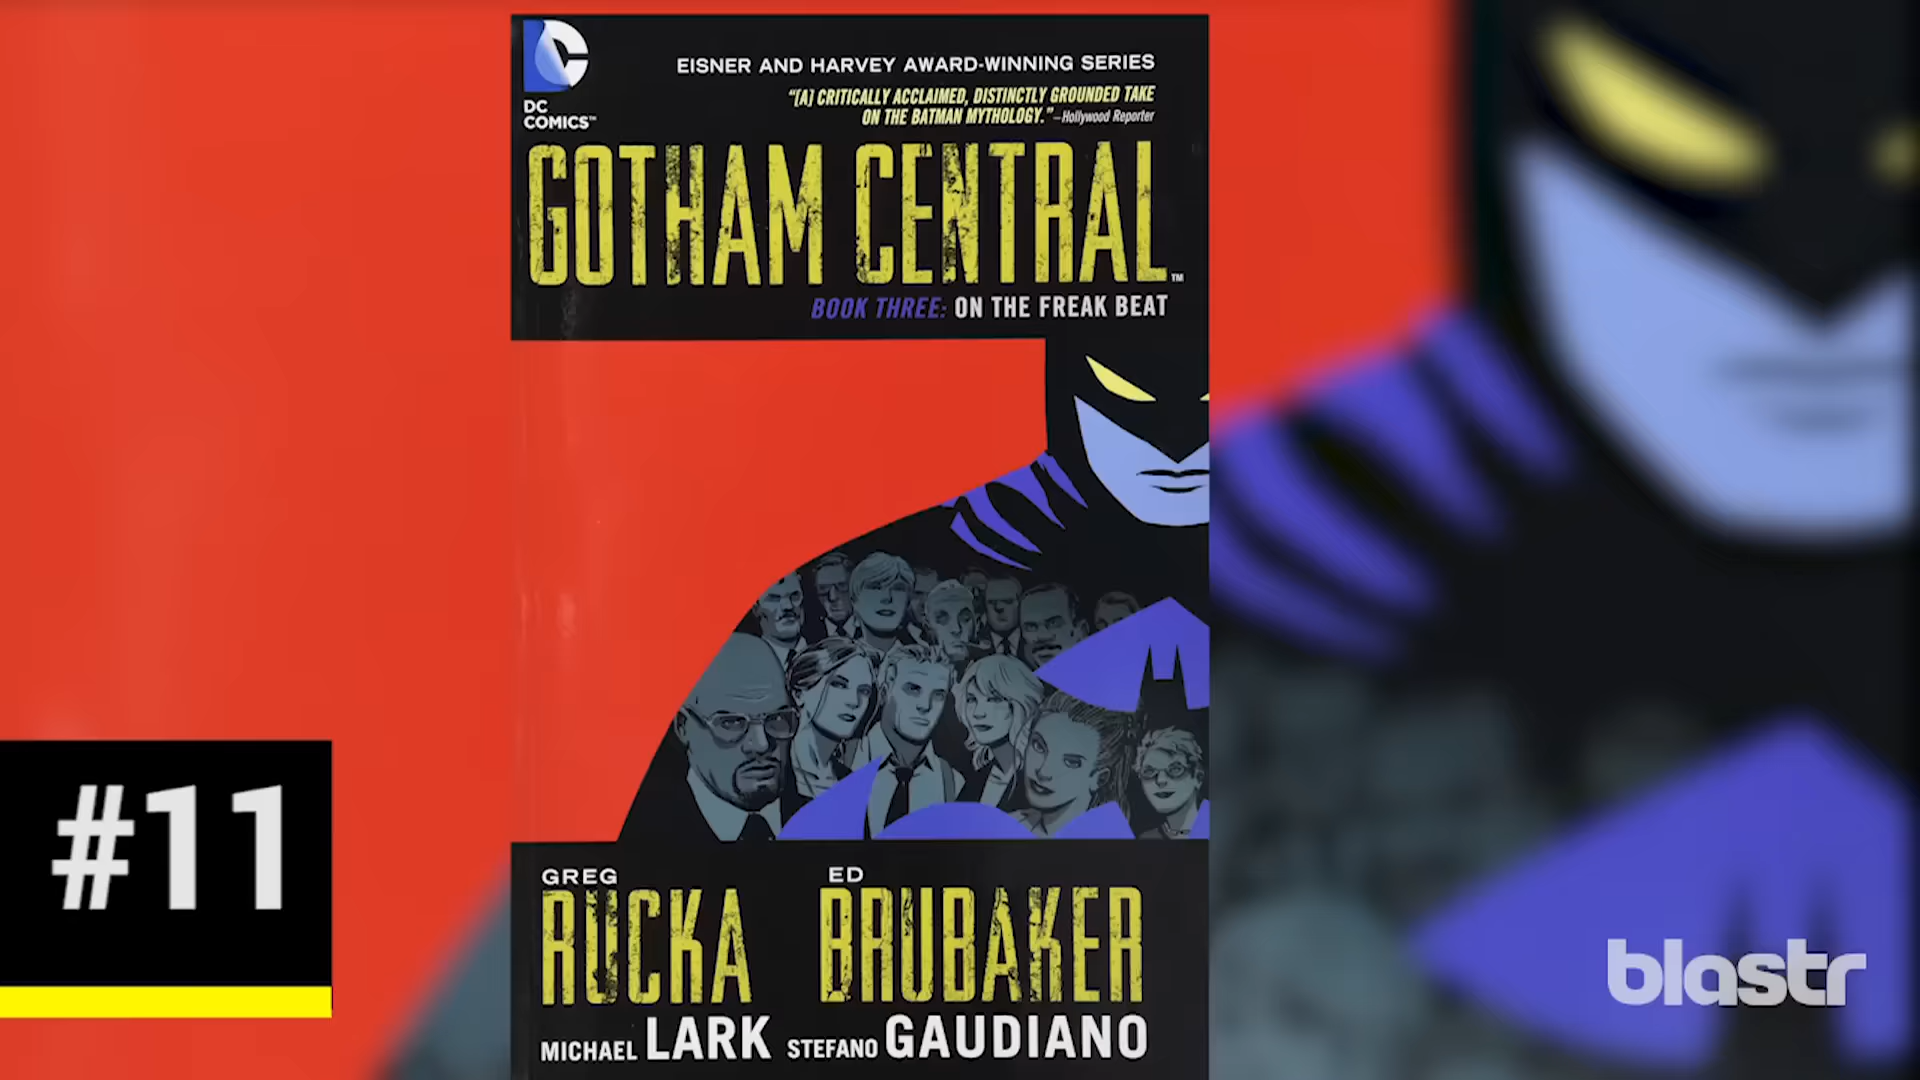 DC
COMICS™
EISNER AND HARVEY AWARD-WINNING SERIES
“[A] CRITICALLY ACCLAIMED, DISTINCTLY GROUNDED TAKE
ON THE BATMAN MYTHOLOGY.” —Hollywood Reporter
GOTHAM CENTRAL™
BOOK THREE: ON THE FREAK BEAT
#11
GREG
RUCKA
ED
BRUBAKER
MICHAEL LARK STEFANO GAUDIANO
blastr